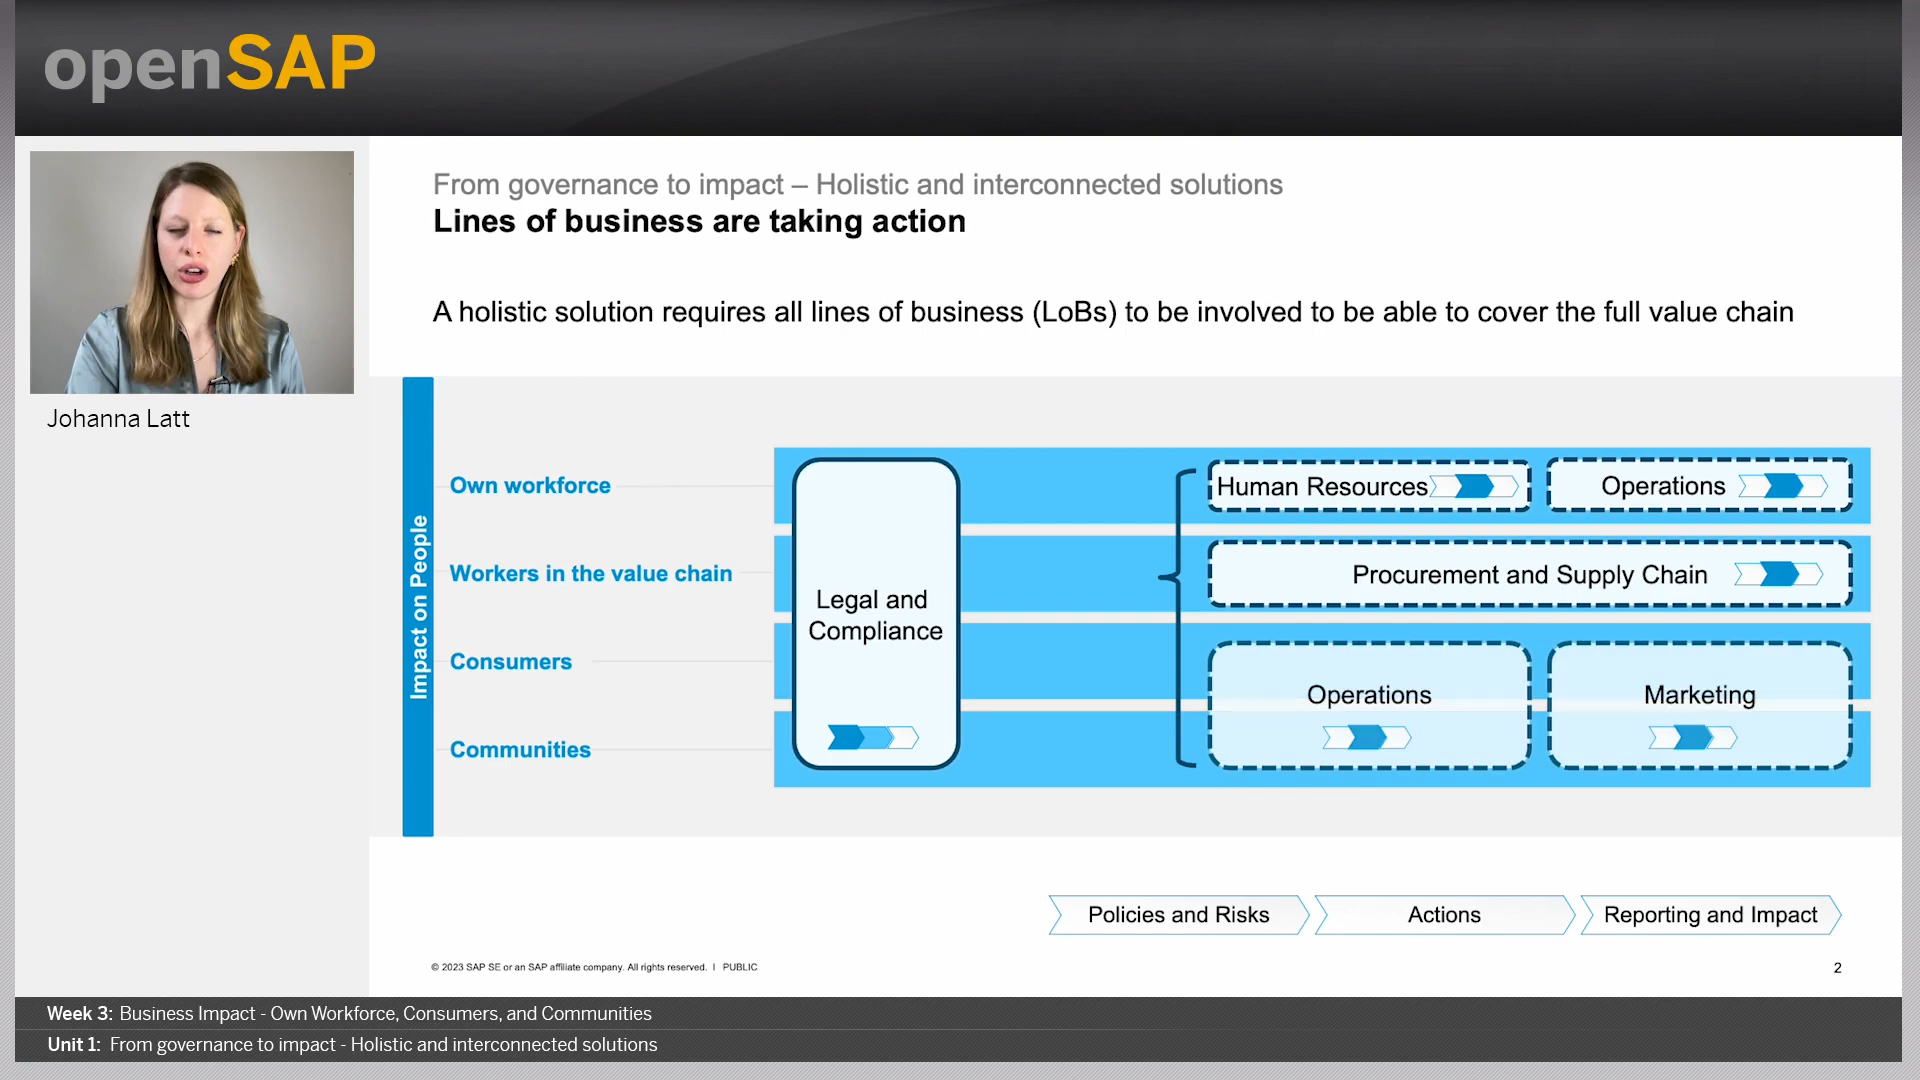 openSAP
Johanna Latt
From governance to impact – Holistic and interconnected solutions
Lines of business are taking action
A holistic solution requires all lines of business (LoBs) to be involved to be able to cover the full value chain
Impact on People
Own workforce
Workers in the value chain
Consumers
Communities
Legal and
Compliance
Human Resources
Operations
Procurement and Supply Chain
Operations
Marketing
Policies and Risks
Actions
Reporting and Impact
© 2023 SAP SE or an SAP affiliate company. All rights reserved. I PUBLIC
2
Week 3: Business Impact - Own Workforce, Consumers, and Communities
Unit 1: From governance to impact - Holistic and interconnected solutions